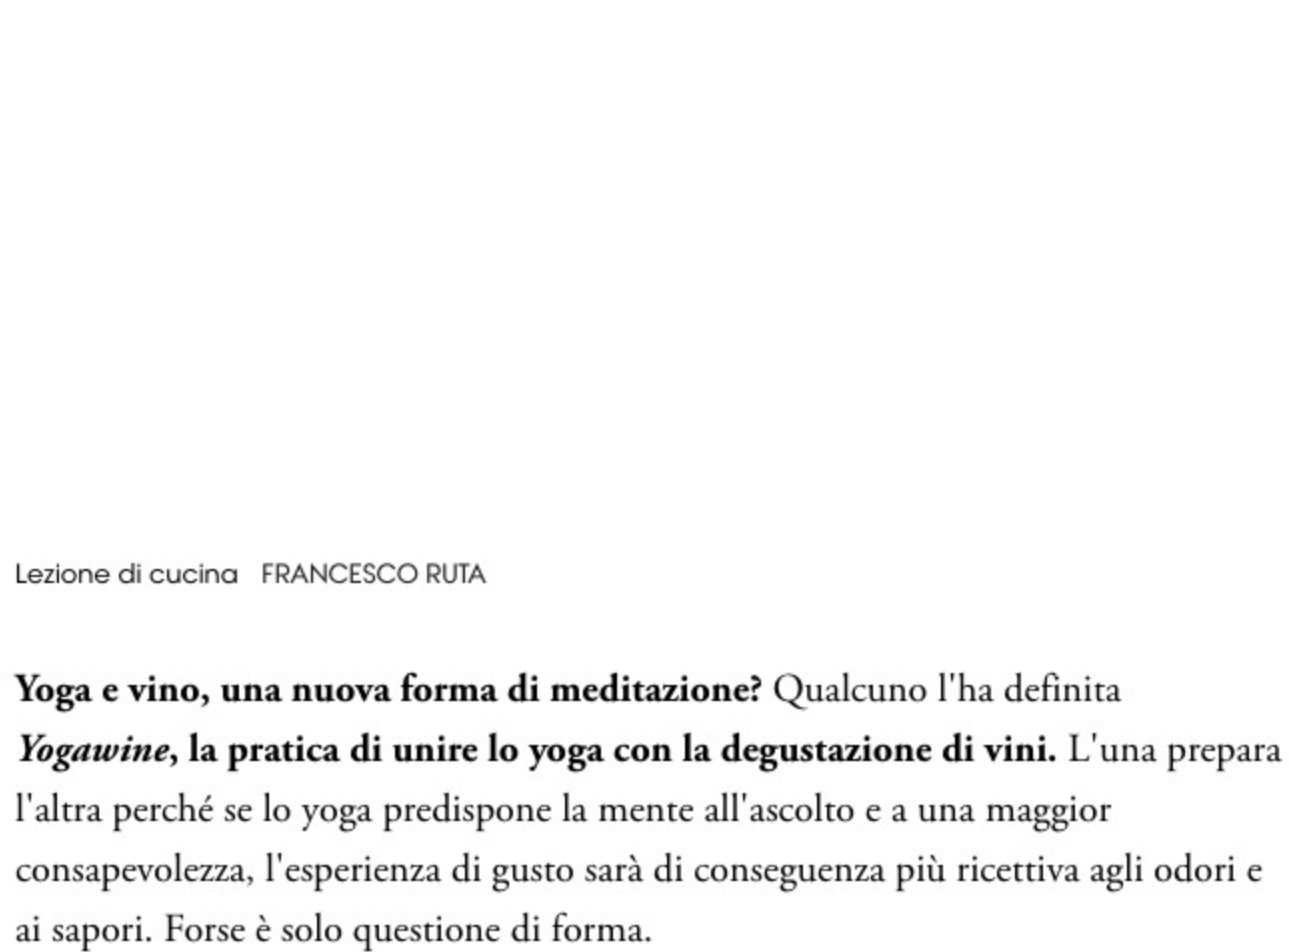 Lezione di cucina FRANCESCO RUTA
Yoga e vino, una nuova forma di meditazione? Qualcuno l'ha definita
Yogawine, la pratica di unire lo yoga con la degustazione di vini. L'una prepara
l'altra perché se lo yoga predispone la mente all'ascolto e a una maggior
consapevolezza, l'esperienza di gusto sarà di conseguenza più ricettiva agli odori e
ai sapori. Forse è solo questione di forma.